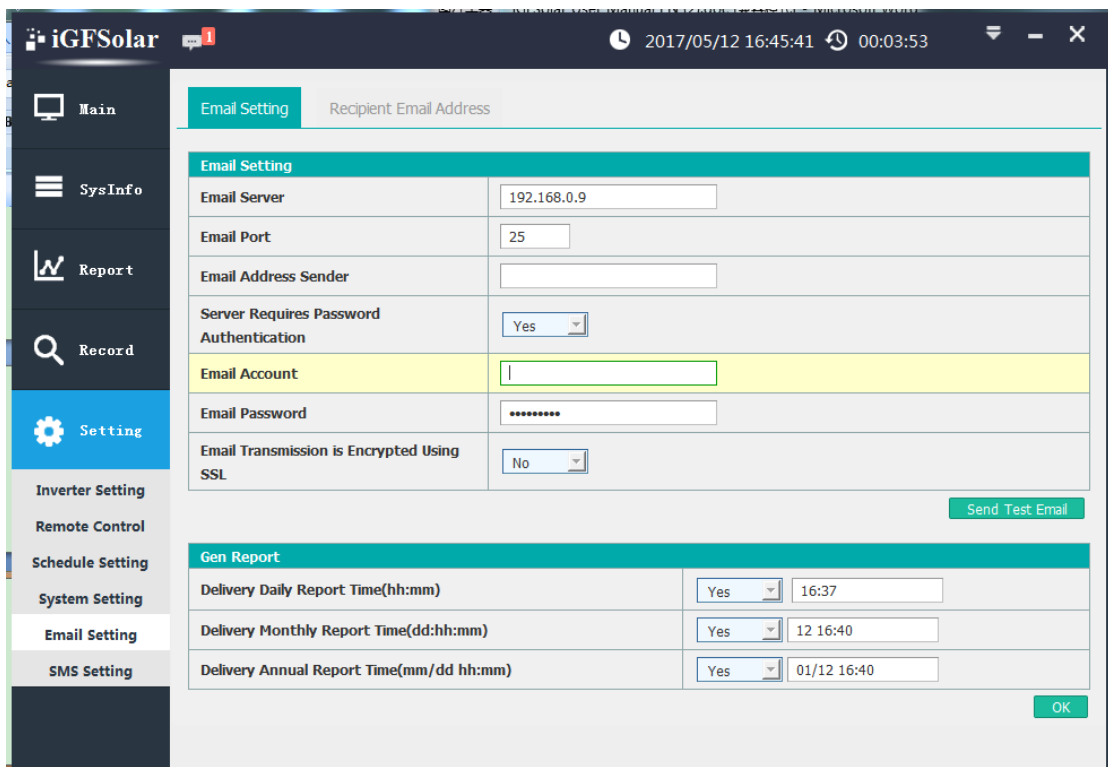 iGFSolar
1
2017/05/12 16:45:41
00:03:53
Main
SysInfo
Report
Record
Setting
Inverter Setting
Remote Control
Schedule Setting
System Setting
Email Setting
SMS Setting
Email Setting
Recipient Email Address
Email Setting
Email Server
192.168.0.9
Email Port
25
Email Address Sender
Server Requires Password
Authentication
Yes
Email Account
Email Password
•••••••••
Email Transmission is Encrypted Using
SSL
No
Send Test Email
Gen Report
Delivery Daily Report Time(hh:mm)
Yes
16:37
Delivery Monthly Report Time(dd:hh:mm)
Yes
12 16:40
Delivery Annual Report Time(mm/dd hh:mm)
Yes
01/12 16:40
OK